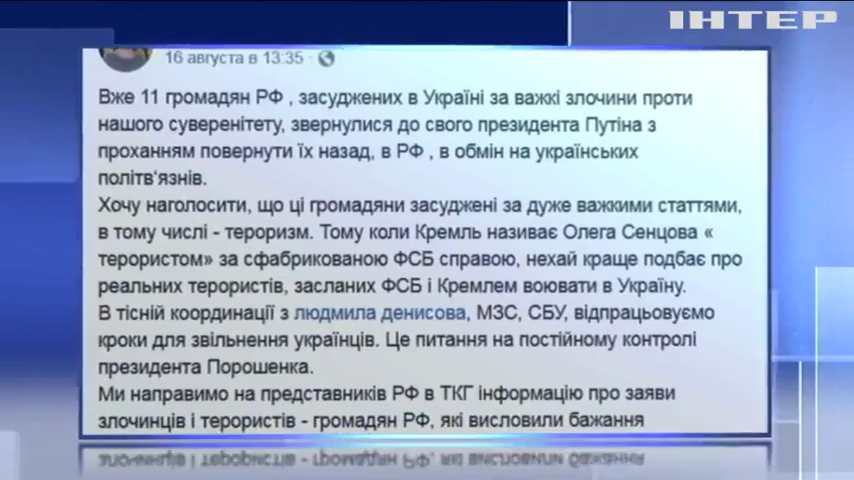 ІНТЕР
16 августа в 13:35 ·
Вже 11 громадян РФ , засуджених в Україні за важкі злочини проти
нашого суверенітету, звернулися до свого президента Путіна з
проханням повернути їх назад, в РФ , в обмін на українських
політв'язнів.
Хочу наголосити, що ці громадяни засуджені за дуже важкими статтями,
в тому числі - тероризм. Тому коли Кремль називає Олега Сенцова «
терористом» за сфабрикованою ФСБ справою, нехай краще подбає про
реальних терористів, засланих ФСБ і Кремлем воювати в Україну.
В тісній координації з людмила денисова, МЗС, СБУ, відпрацьовуємо
кроки для звільнення українців. Це питання на постійному контролі
президента Порошенка.
Ми направимо на представників РФ в ТКГ інформацію про заяви
злочинців і терористів - громадян РФ, які висловили бажання